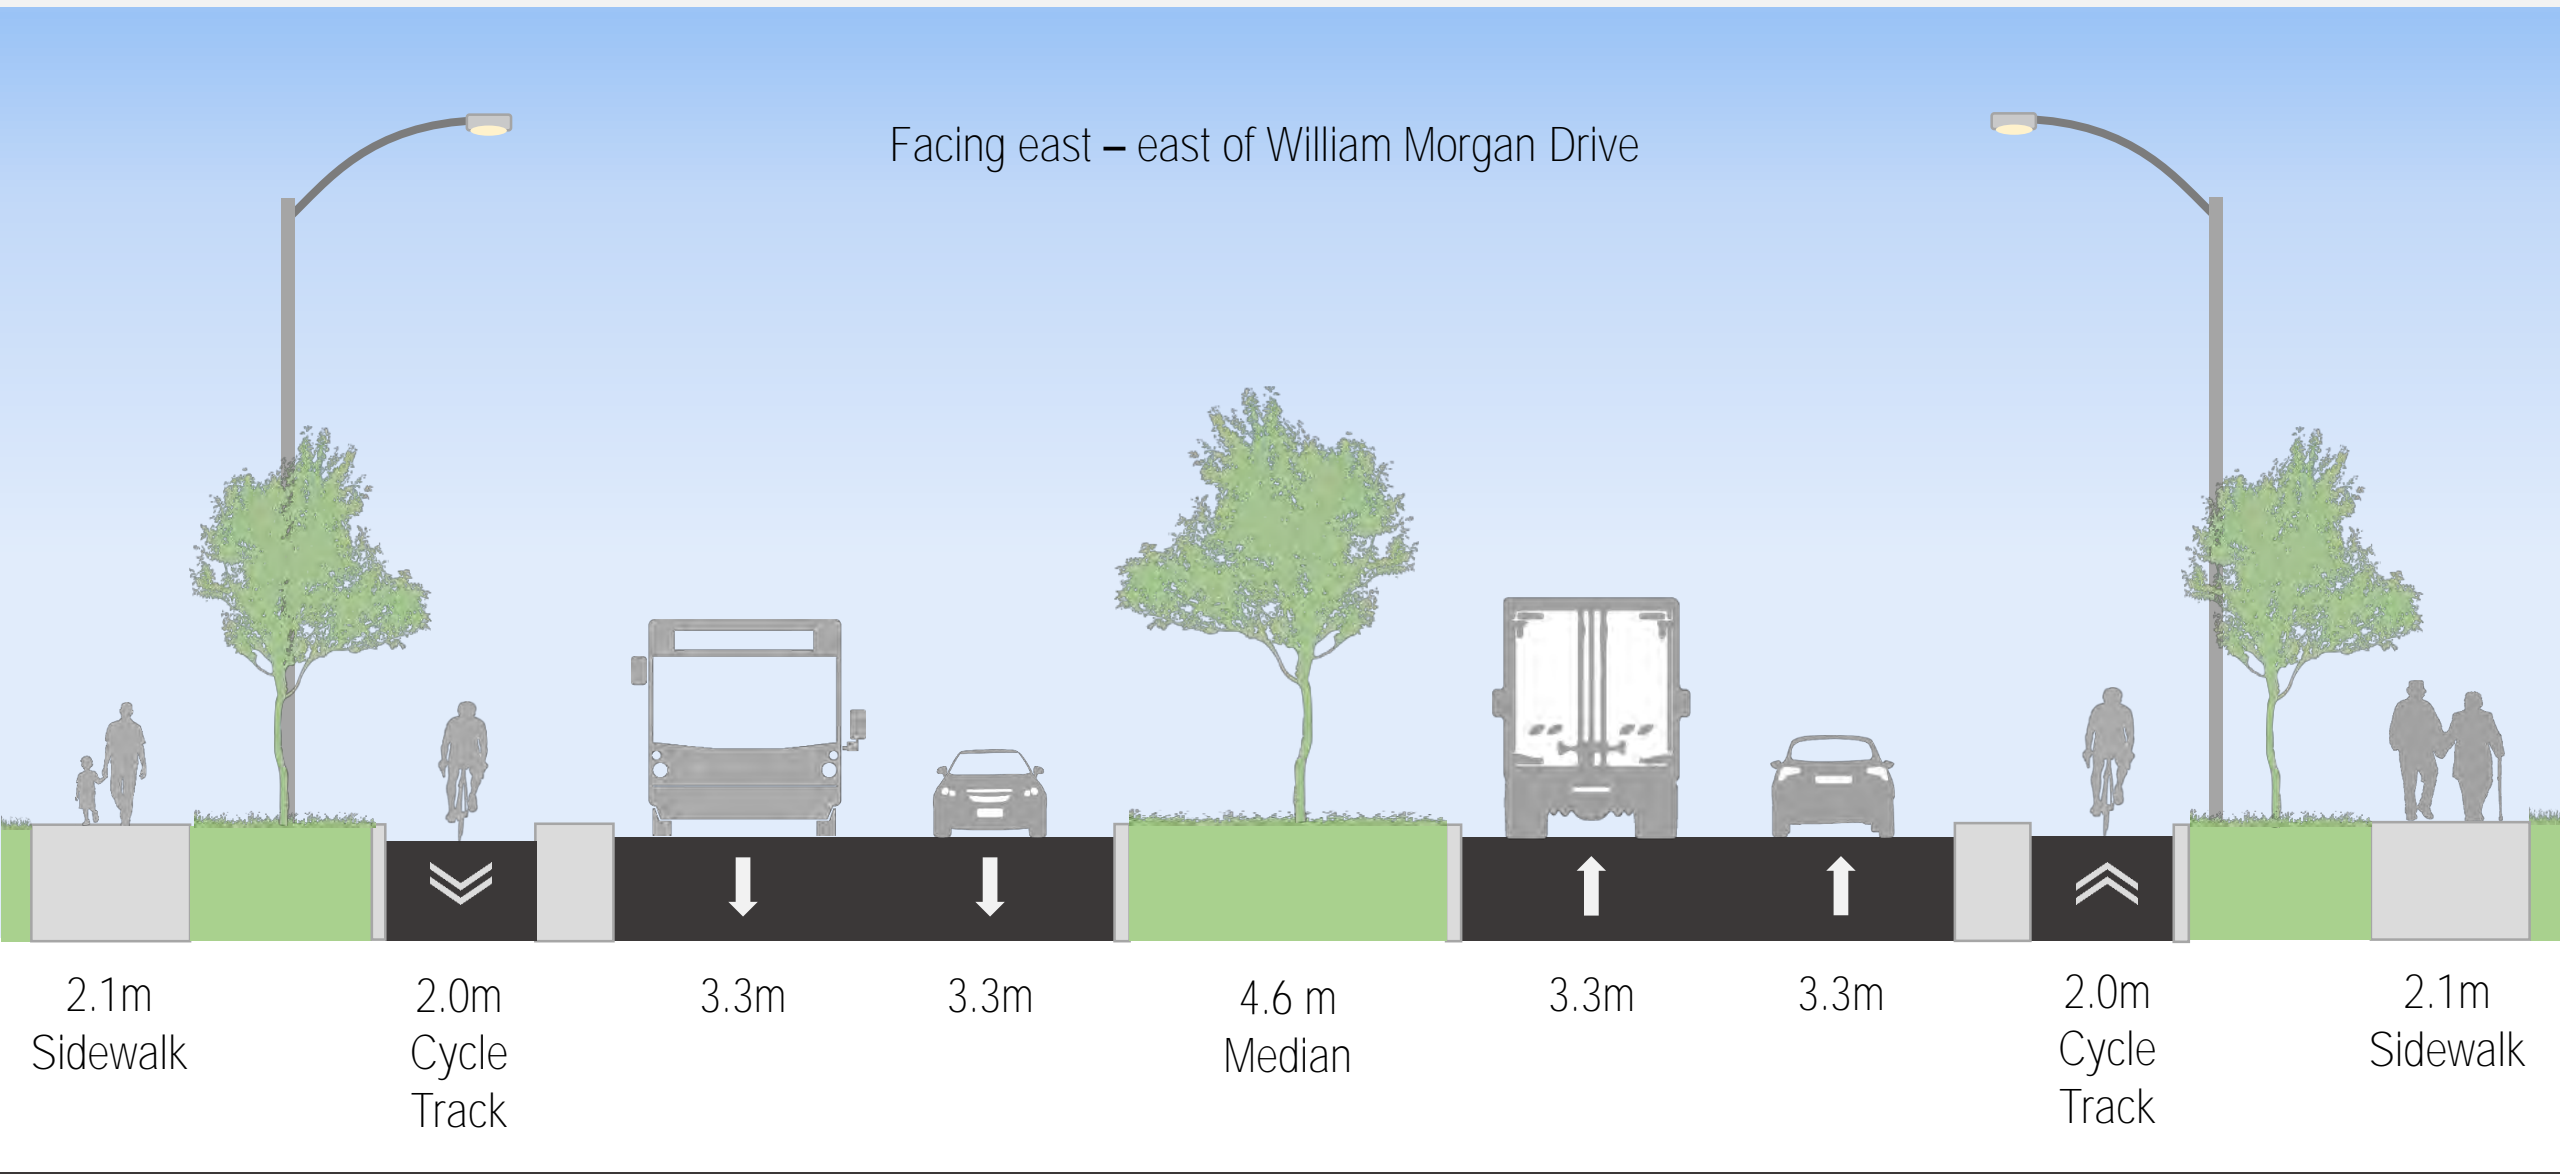 Facing east – east of William Morgan Drive
2.1m
Sidewalk
2.0m
Cycle
Track
3.3m
3.3m
4.6 m
Median
3.3m
3.3m
2.0m
Cycle
Track
2.1m
Sidewalk